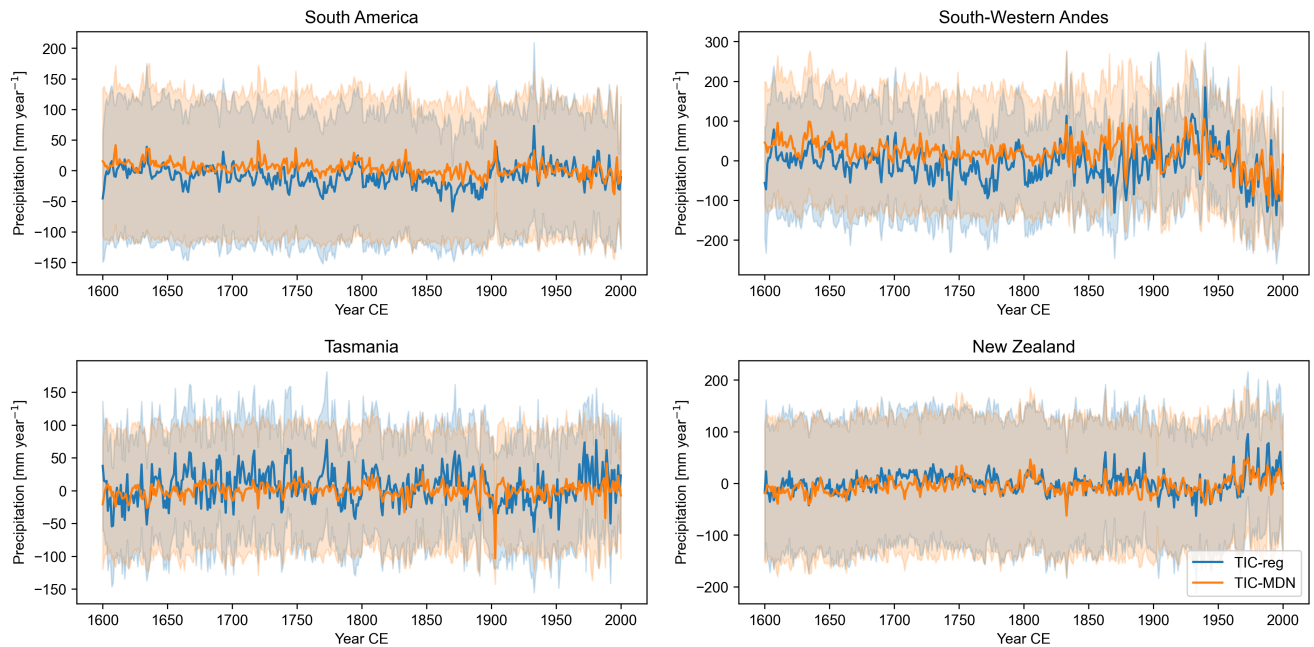 South America
Precipitation [mm year⁻¹]
200
150
100
50
0
−50
−100
−150
1600 1650 1700 1750 1800 1850 1900 1950 2000
Year CE
South-Western Andes
Precipitation [mm year⁻¹]
300
200
100
0
−100
−200
1600 1650 1700 1750 1800 1850 1900 1950 2000
Year CE
Tasmania
Precipitation [mm year⁻¹]
150
100
50
0
−50
−100
−150
1600 1650 1700 1750 1800 1850 1900 1950 2000
Year CE
New Zealand
Precipitation [mm year⁻¹]
200
100
0
−100
−200
TIC-reg
TIC-MDN
1600 1650 1700 1750 1800 1850 1900 1950 2000
Year CE